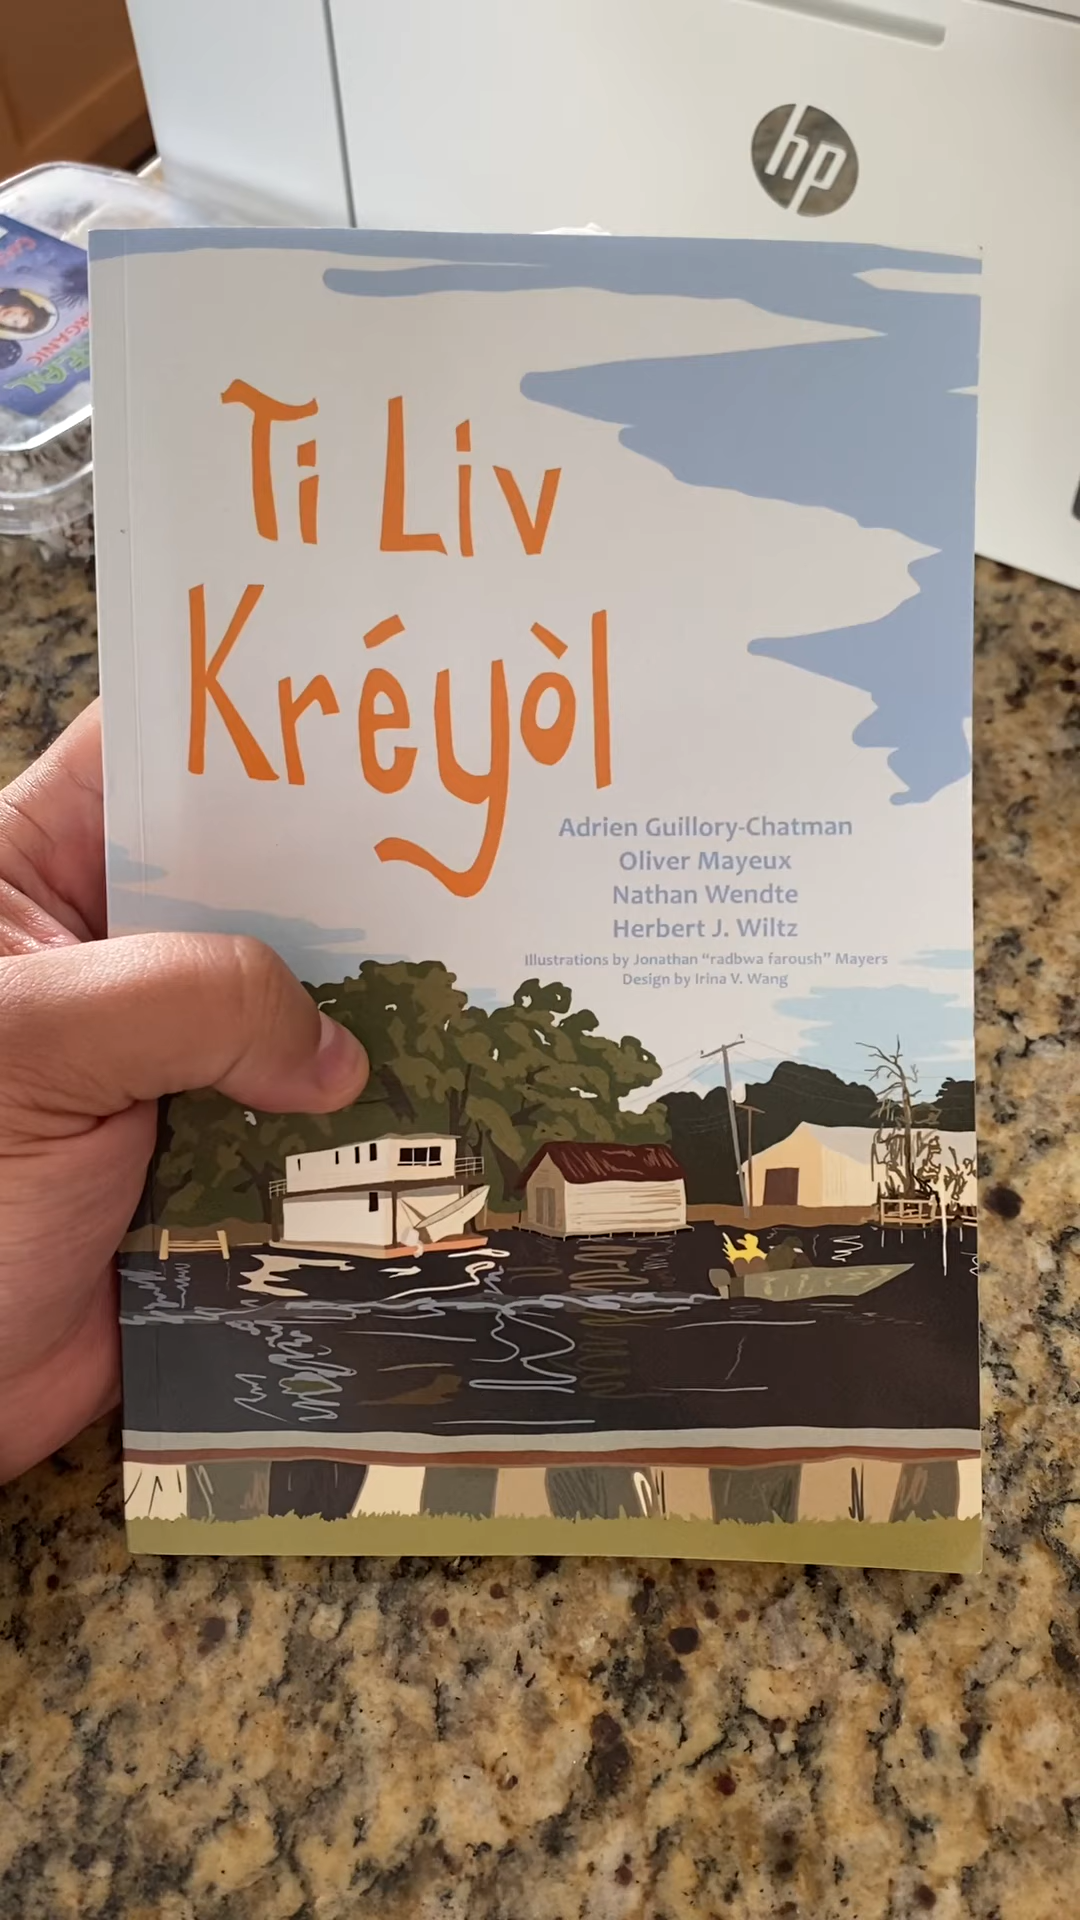 hp
ORGANIC
Ti Liv
Kréyòl
Adrien Guillory-Chatman
Oliver Mayeux
Nathan Wendte
Herbert J. Wiltz
Illustrations by Jonathan “radbwa faroush” Mayers
Design by Irina V. Wang